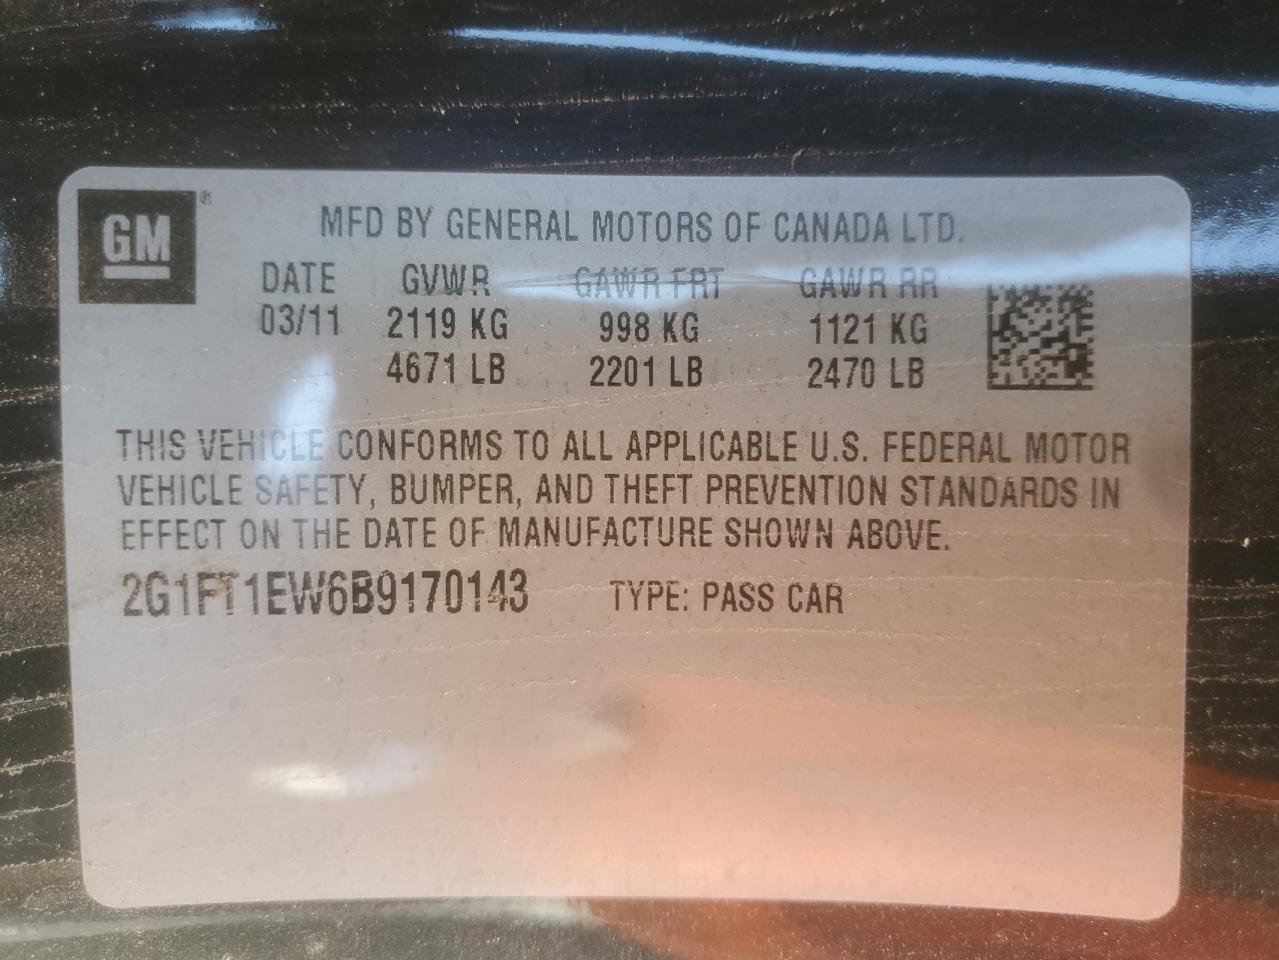 GM®
MFD BY GENERAL MOTORS OF CANADA LTD.
DATE GVWR GAWR FRT GAWR RR
03/11 2119 KG 998 KG 1121 KG
4671 LB 2201 LB 2470 LB
THIS VEHICLE CONFORMS TO ALL APPLICABLE U.S. FEDERAL MOTOR
VEHICLE SAFETY, BUMPER, AND THEFT PREVENTION STANDARDS IN
EFFECT ON THE DATE OF MANUFACTURE SHOWN ABOVE.
2G1FT1EW6B9170143 TYPE: PASS CAR